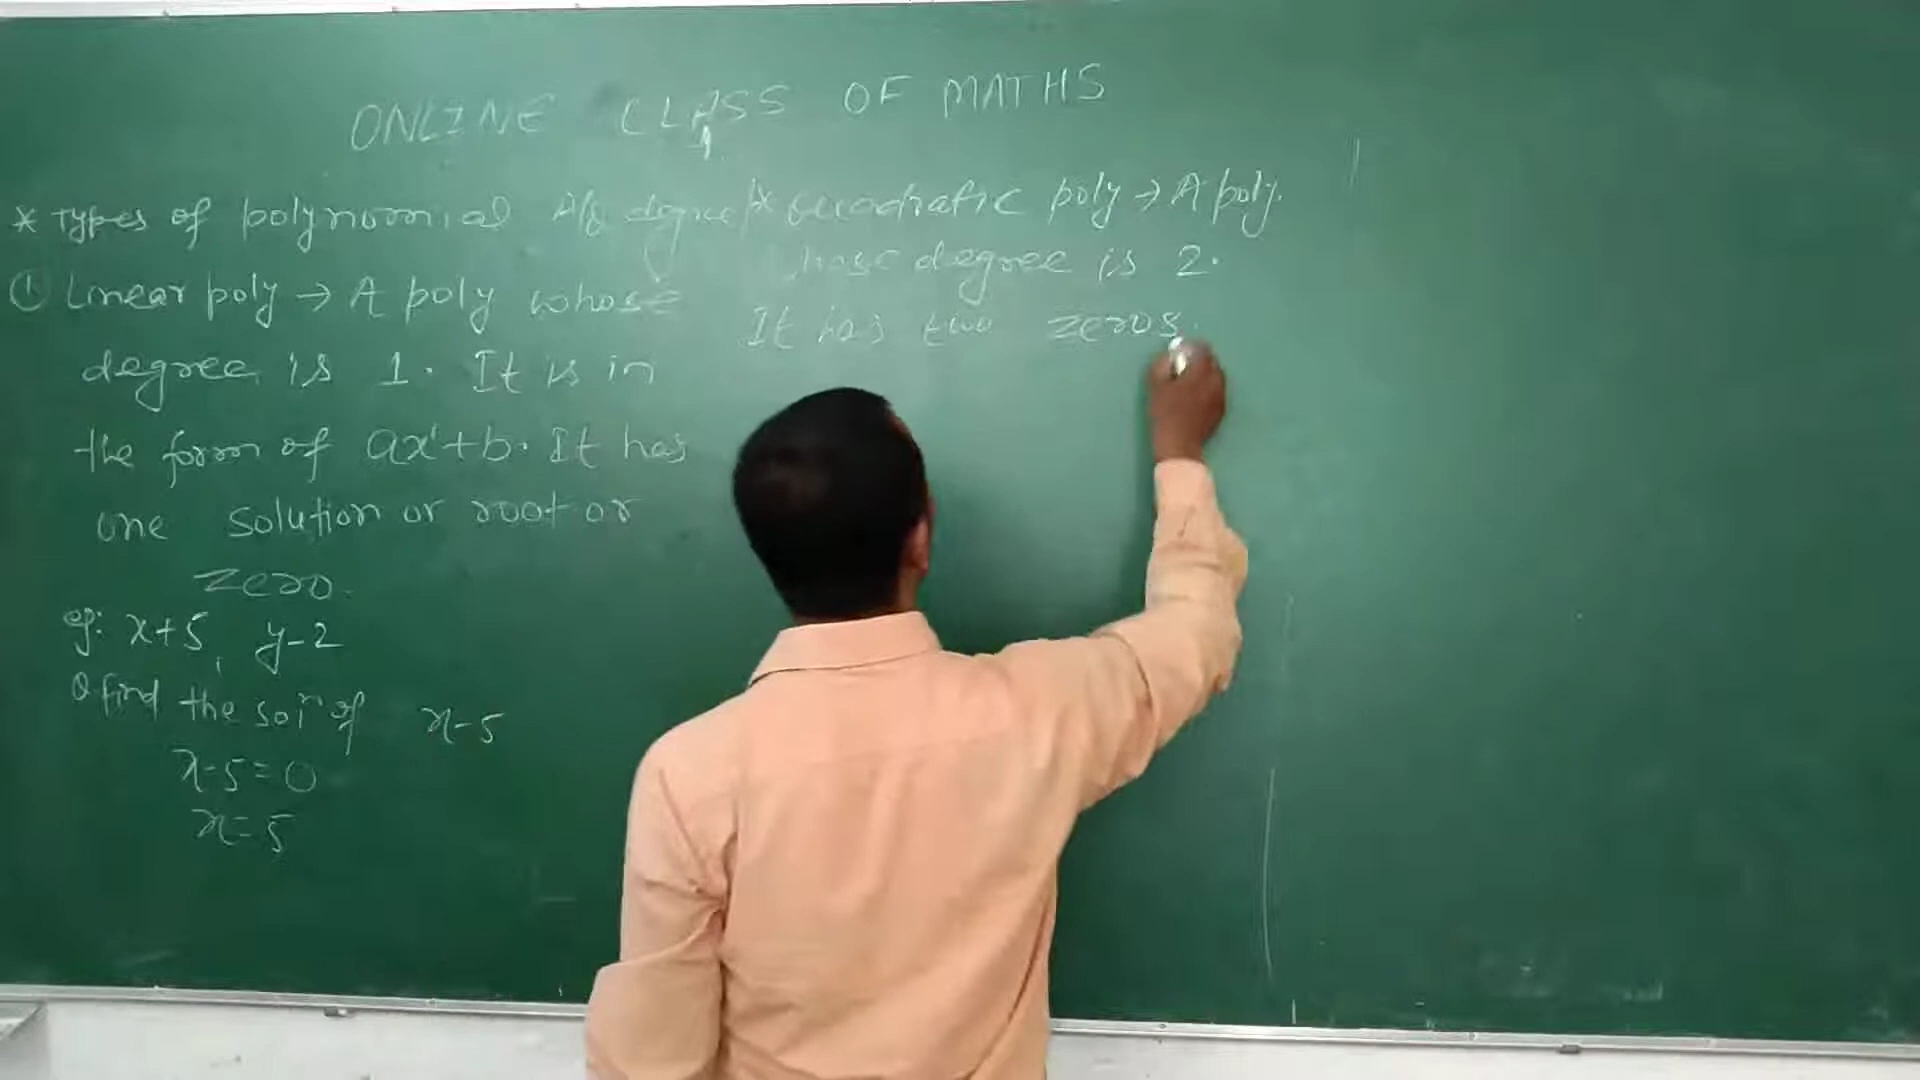 ONLINE CLASS OF MATHS
* Types of polynomial A/q degree
① Linear poly → A poly whose
degree is 1. It is in
the form of ax¹+b. It has
one solution or root or
zero.
eg: x+5, y-2
Q find the solⁿ of x-5
x-5=0
x=5
* quadratic poly → A poly.
whose degree is 2.
It has two zeros.